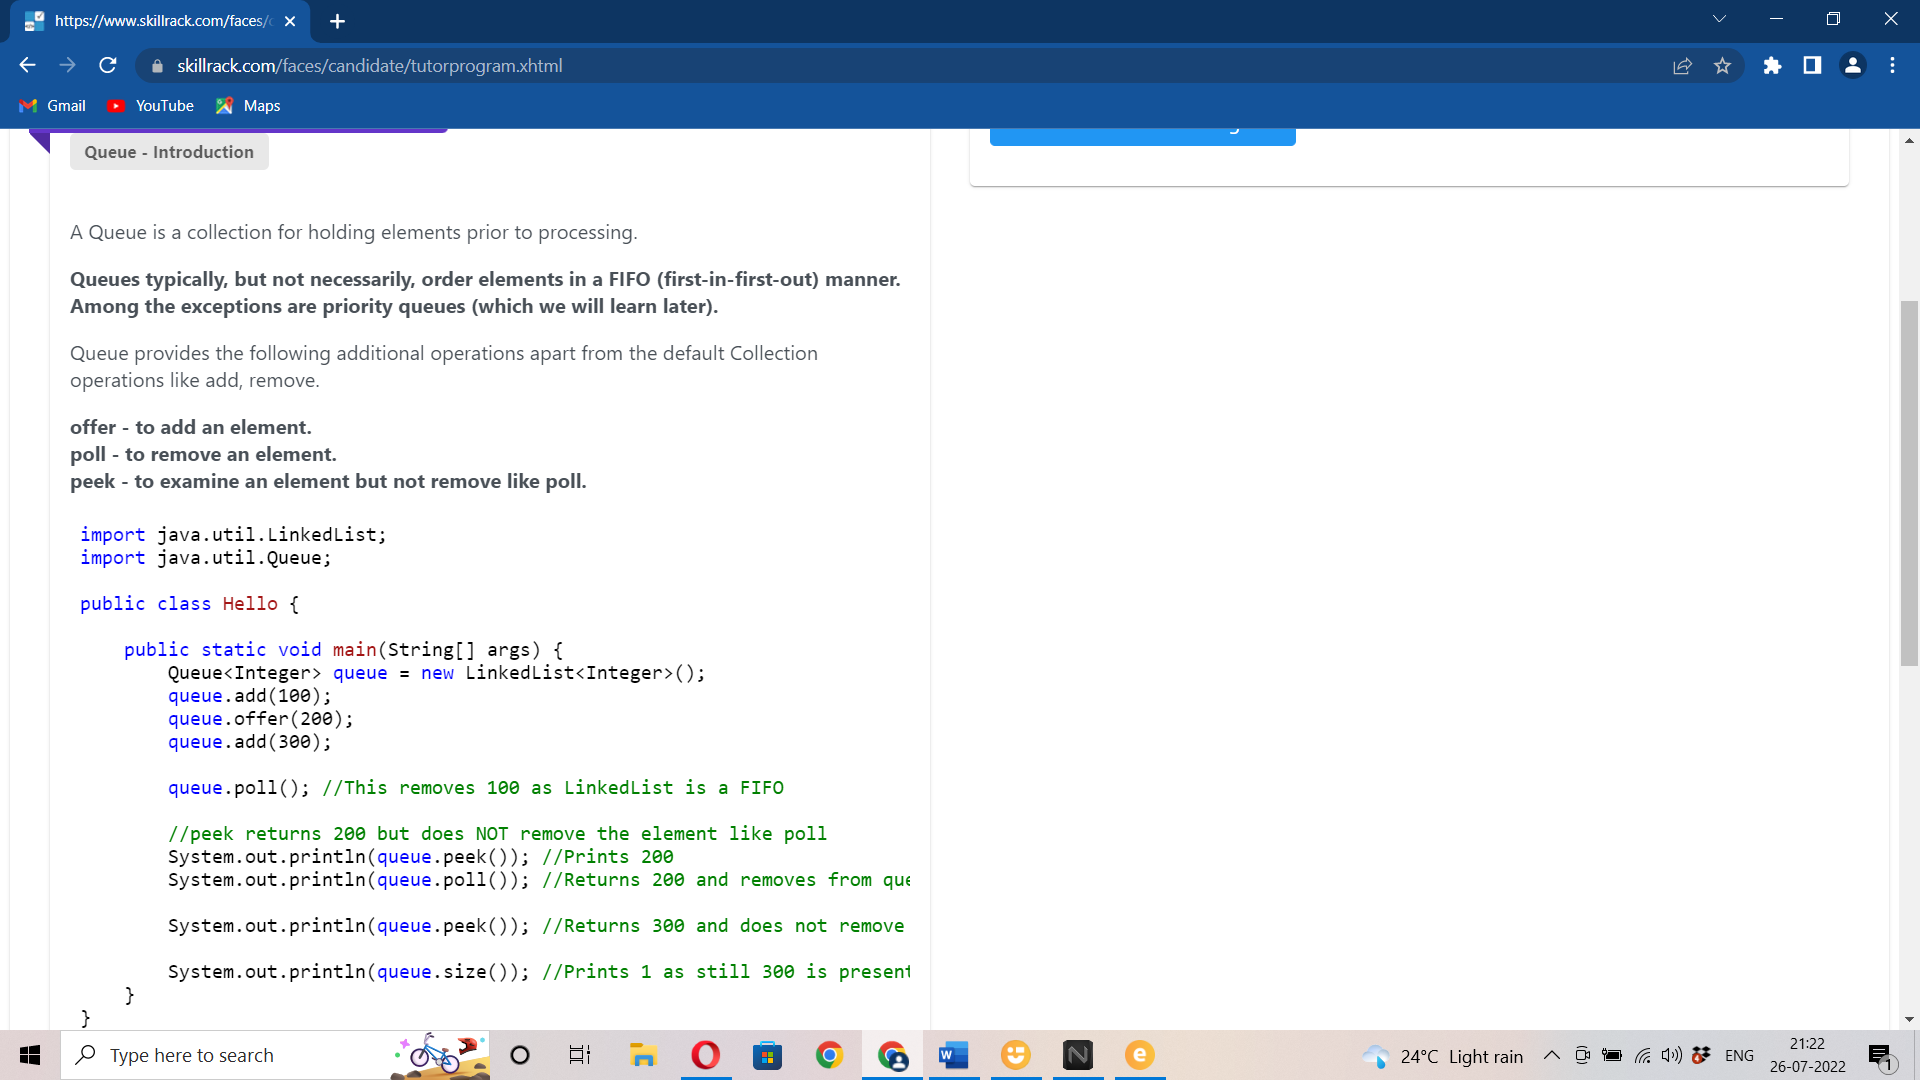 https://www.skillrack.com/faces/c
skillrack.com/faces/candidate/tutorprogram.xhtml
Gmail YouTube Maps
Queue - Introduction
A Queue is a collection for holding elements prior to processing.
Queues typically, but not necessarily, order elements in a FIFO (first-in-first-out) manner.
Among the exceptions are priority queues (which we will learn later).
Queue provides the following additional operations apart from the default Collection
operations like add, remove.
offer - to add an element.
poll - to remove an element.
peek - to examine an element but not remove like poll.
import java.util.LinkedList;
import java.util.Queue;
public class Hello {
public static void main(String[] args) {
Queue<Integer> queue = new LinkedList<Integer>();
queue.add(100);
queue.offer(200);
queue.add(300);
queue.poll(); //This removes 100 as LinkedList is a FIFO
//peek returns 200 but does NOT remove the element like poll
System.out.println(queue.peek()); //Prints 200
System.out.println(queue.poll()); //Returns 200 and removes from que
System.out.println(queue.peek()); //Returns 300 and does not remove
System.out.println(queue.size()); //Prints 1 as still 300 is present
}
}
Type here to search
24°C Light rain
ENG
21:22
26-07-2022
1